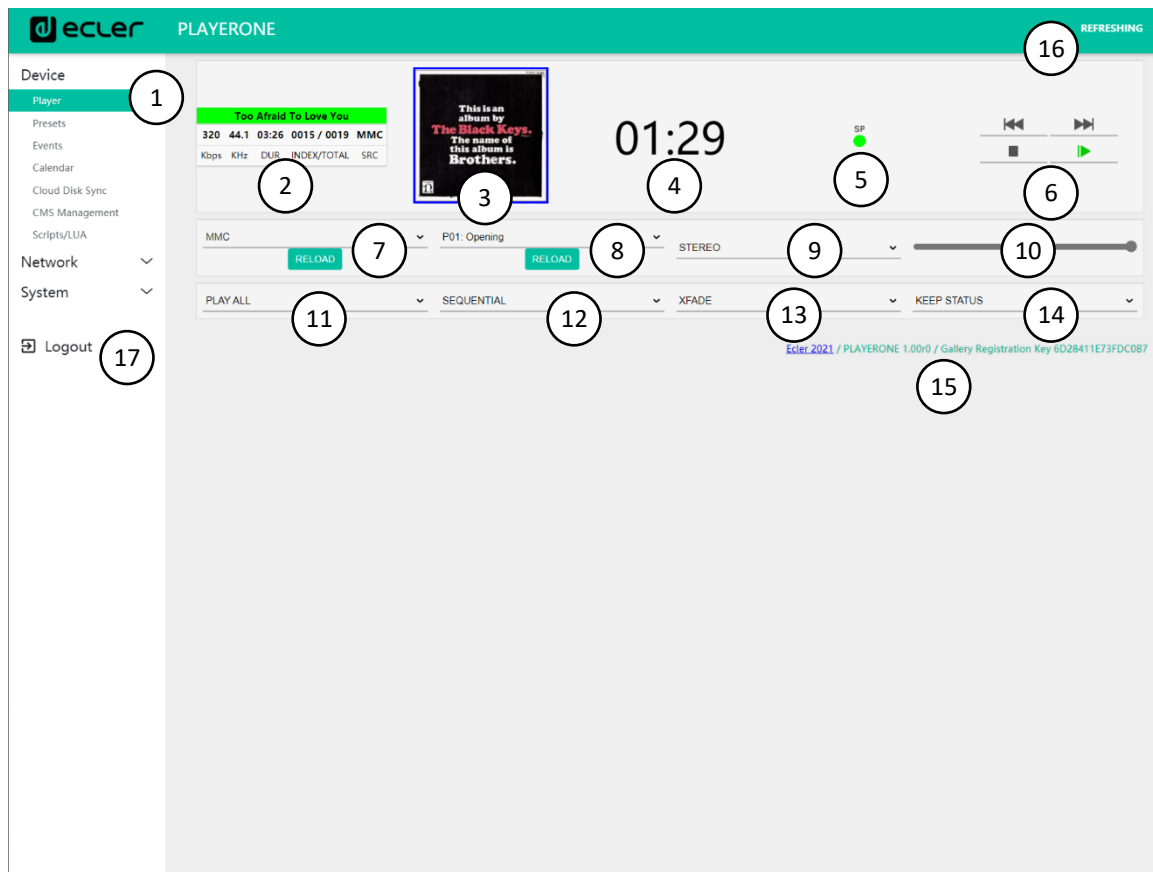 ecler PLAYERONE REFRESHING
16
Device
Player
1
Presets
Events
Calendar
Cloud Disk Sync
CMS Management
Scripts/LUA
Network
System
Logout
17
Too Afraid To Love You
320 44.1 03:26 0015 / 0019 MMC
Kbps KHz DUR INDEX/TOTAL SRC
2
This is an
album by
The Black Keys.
The name of
this album is
Brothers.
3
01:29
4
SP
5
6
MMC
RELOAD
7
P01: Opening
RELOAD
8
STEREO
9
10
PLAY ALL
11
SEQUENTIAL
12
XFADE
13
KEEP STATUS
14
Ecler 2021 / PLAYERONE 1.00r0 / Gallery Registration Key 6D28411E73FDC0B7
15